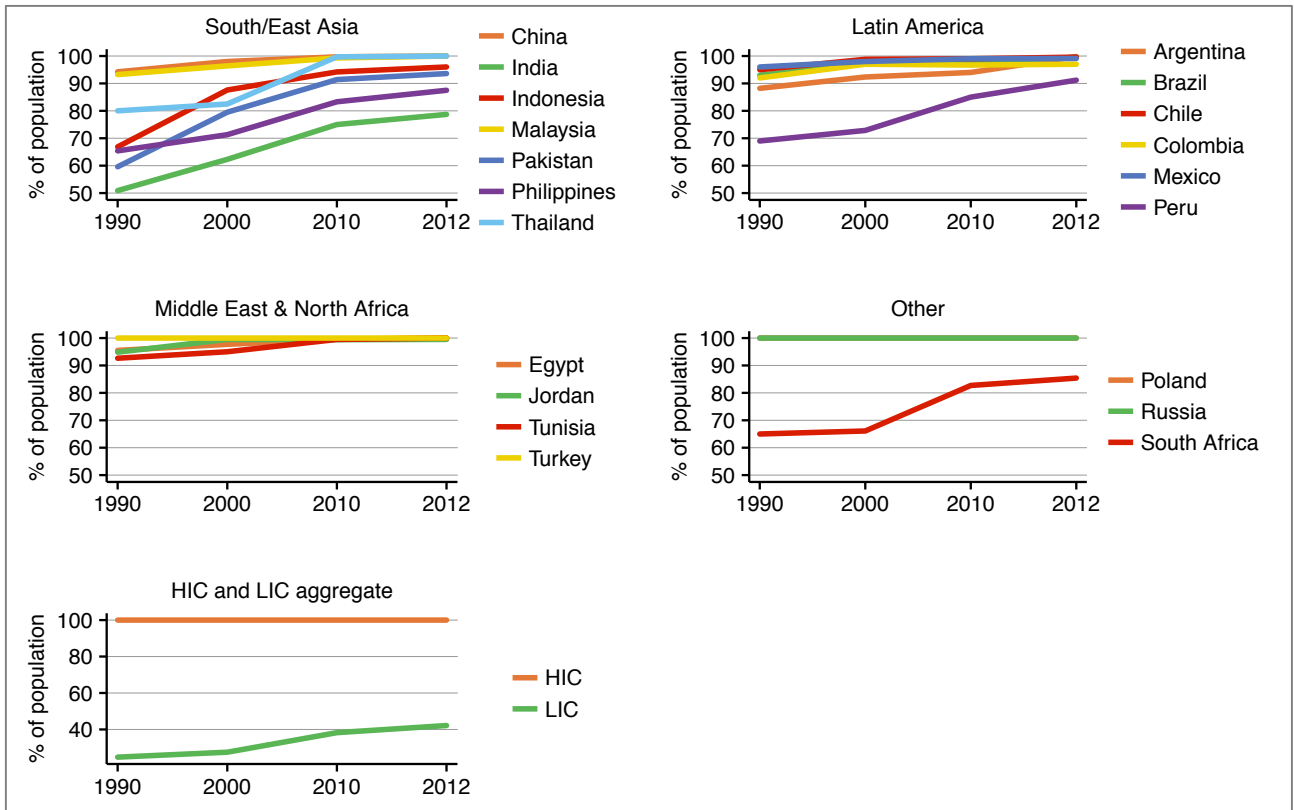 South/East Asia
% of population
100
90
80
70
60
50
1990 2000 2010 2012
China
India
Indonesia
Malaysia
Pakistan
Philippines
Thailand
Latin America
% of population
100
90
80
70
60
50
1990 2000 2010 2012
Argentina
Brazil
Chile
Colombia
Mexico
Peru
Middle East & North Africa
% of population
100
90
80
70
60
50
1990 2000 2010 2012
Egypt
Jordan
Tunisia
Turkey
Other
% of population
100
90
80
70
60
50
1990 2000 2010 2012
Poland
Russia
South Africa
HIC and LIC aggregate
% of population
100
80
60
40
1990 2000 2010 2012
HIC
LIC